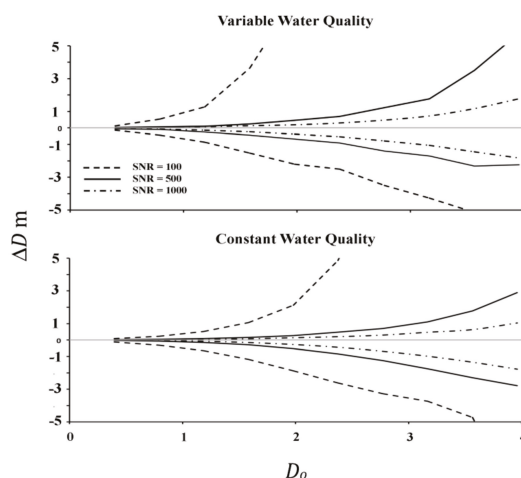 Variable Water Quality
5
3
1
0
-1
-3
-5
SNR = 100
SNR = 500
SNR = 1000
ΔD m
Constant Water Quality
5
3
1
0
-1
-3
-5
0 1 2 3 4
Do